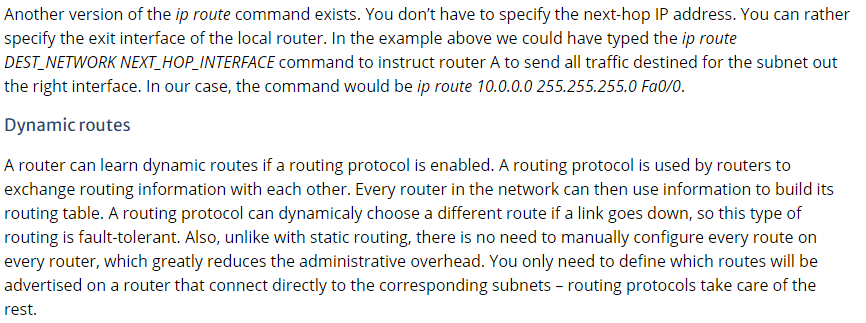 Another version of the ip route command exists. You don’t have to specify the next-hop IP address. You can rather
specify the exit interface of the local router. In the example above we could have typed the ip route
DEST_NETWORK NEXT_HOP_INTERFACE command to instruct router A to send all traffic destined for the subnet out
the right interface. In our case, the command would be ip route 10.0.0.0 255.255.255.0 Fa0/0.
Dynamic routes
A router can learn dynamic routes if a routing protocol is enabled. A routing protocol is used by routers to
exchange routing information with each other. Every router in the network can then use information to build its
routing table. A routing protocol can dynamicaly choose a different route if a link goes down, so this type of
routing is fault-tolerant. Also, unlike with static routing, there is no need to manually configure every route on
every router, which greatly reduces the administrative overhead. You only need to define which routes will be
advertised on a router that connect directly to the corresponding subnets – routing protocols take care of the
rest.